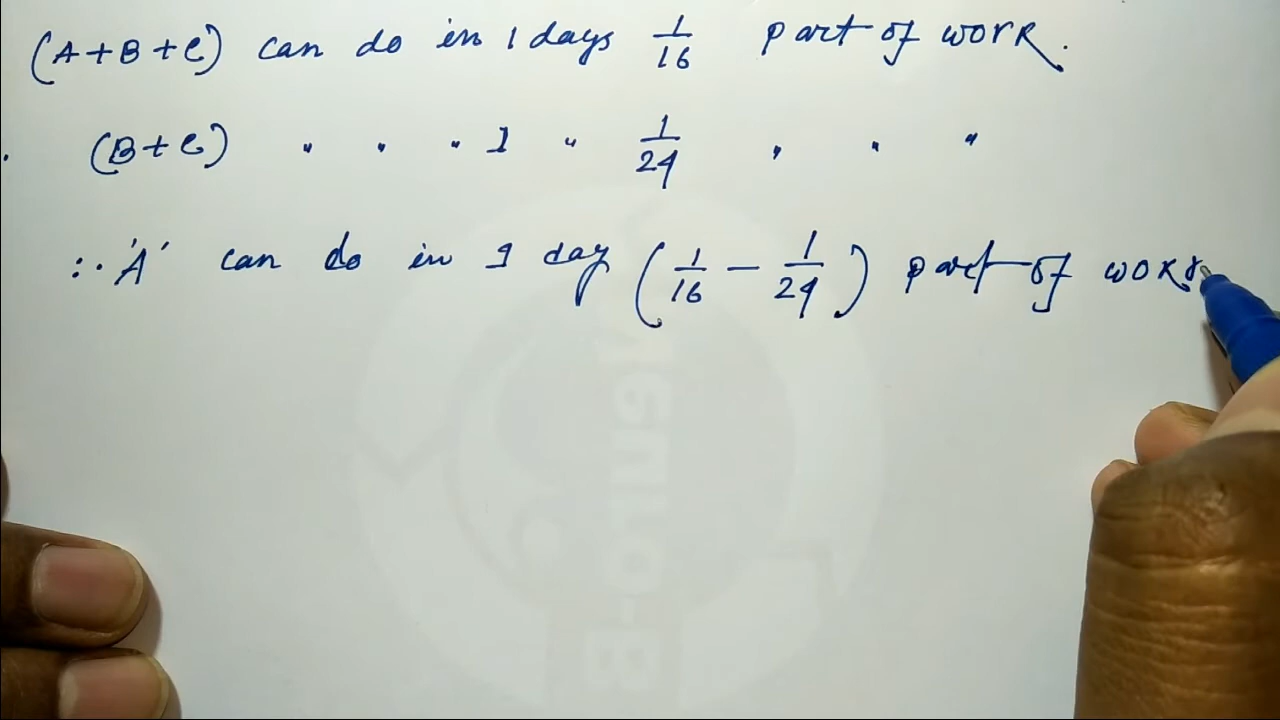 (A+B+C) can do in 1 days 1/16 part of work.
(B+C) " " " 1 " 1/24 " " "
∴ 'A' can do in 1 day (1/16 − 1/24) part of work